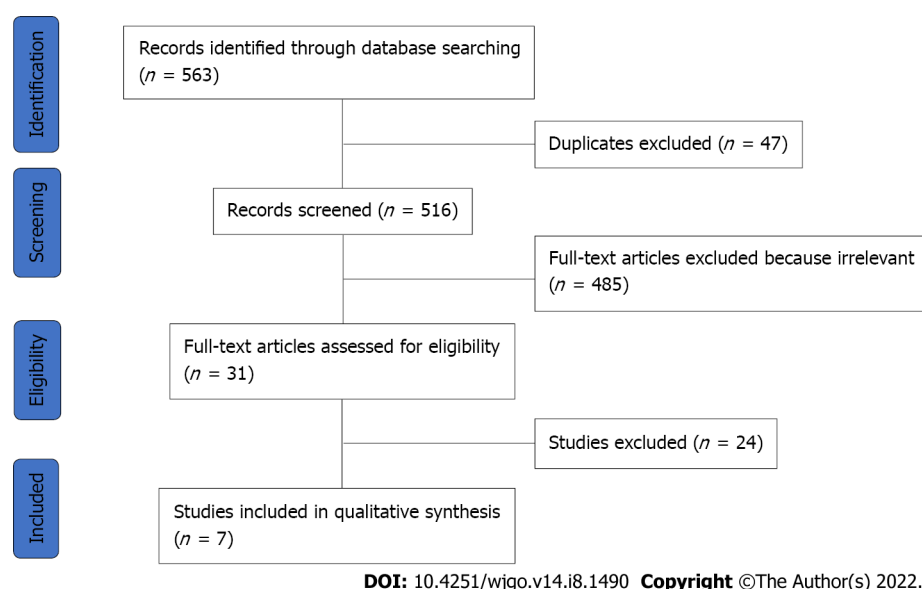 Identification
Records identified through database searching
(n = 563)
Duplicates excluded (n = 47)
Screening
Records screened (n = 516)
Full-text articles excluded because irrelevant
(n = 485)
Eligibility
Full-text articles assessed for eligibility
(n = 31)
Studies excluded (n = 24)
Included
Studies included in qualitative synthesis
(n = 7)
DOI: 10.4251/wjgo.v14.i8.1490 Copyright ©The Author(s) 2022.